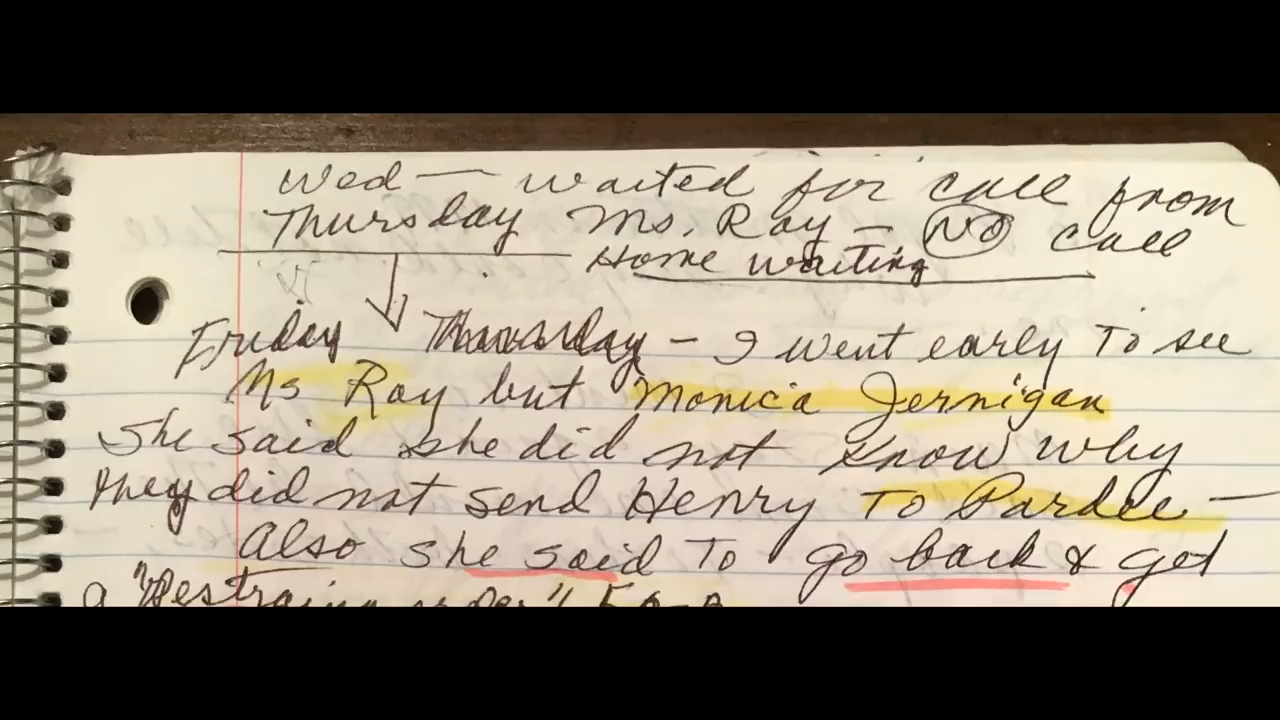 Wed — waited for call from
Thursday Ms. Ray — NO call
Home waiting
Friday Thursday - I went early To see
Ms Ray but Monica Jernigan
She said she did not know why
they did not send Henry To Pardee —
Also she said To go back & get
a "Restraining order"